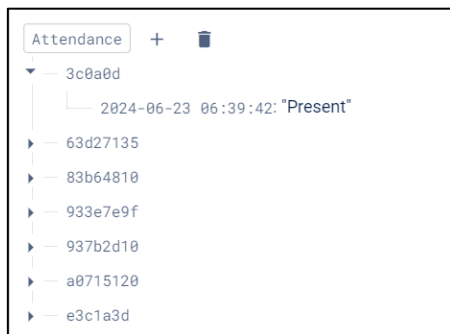 Attendance +
3c0a0d
2024-06-23 06:39:42: "Present"
63d27135
83b64810
933e7e9f
937b2d10
a0715120
e3c1a3d